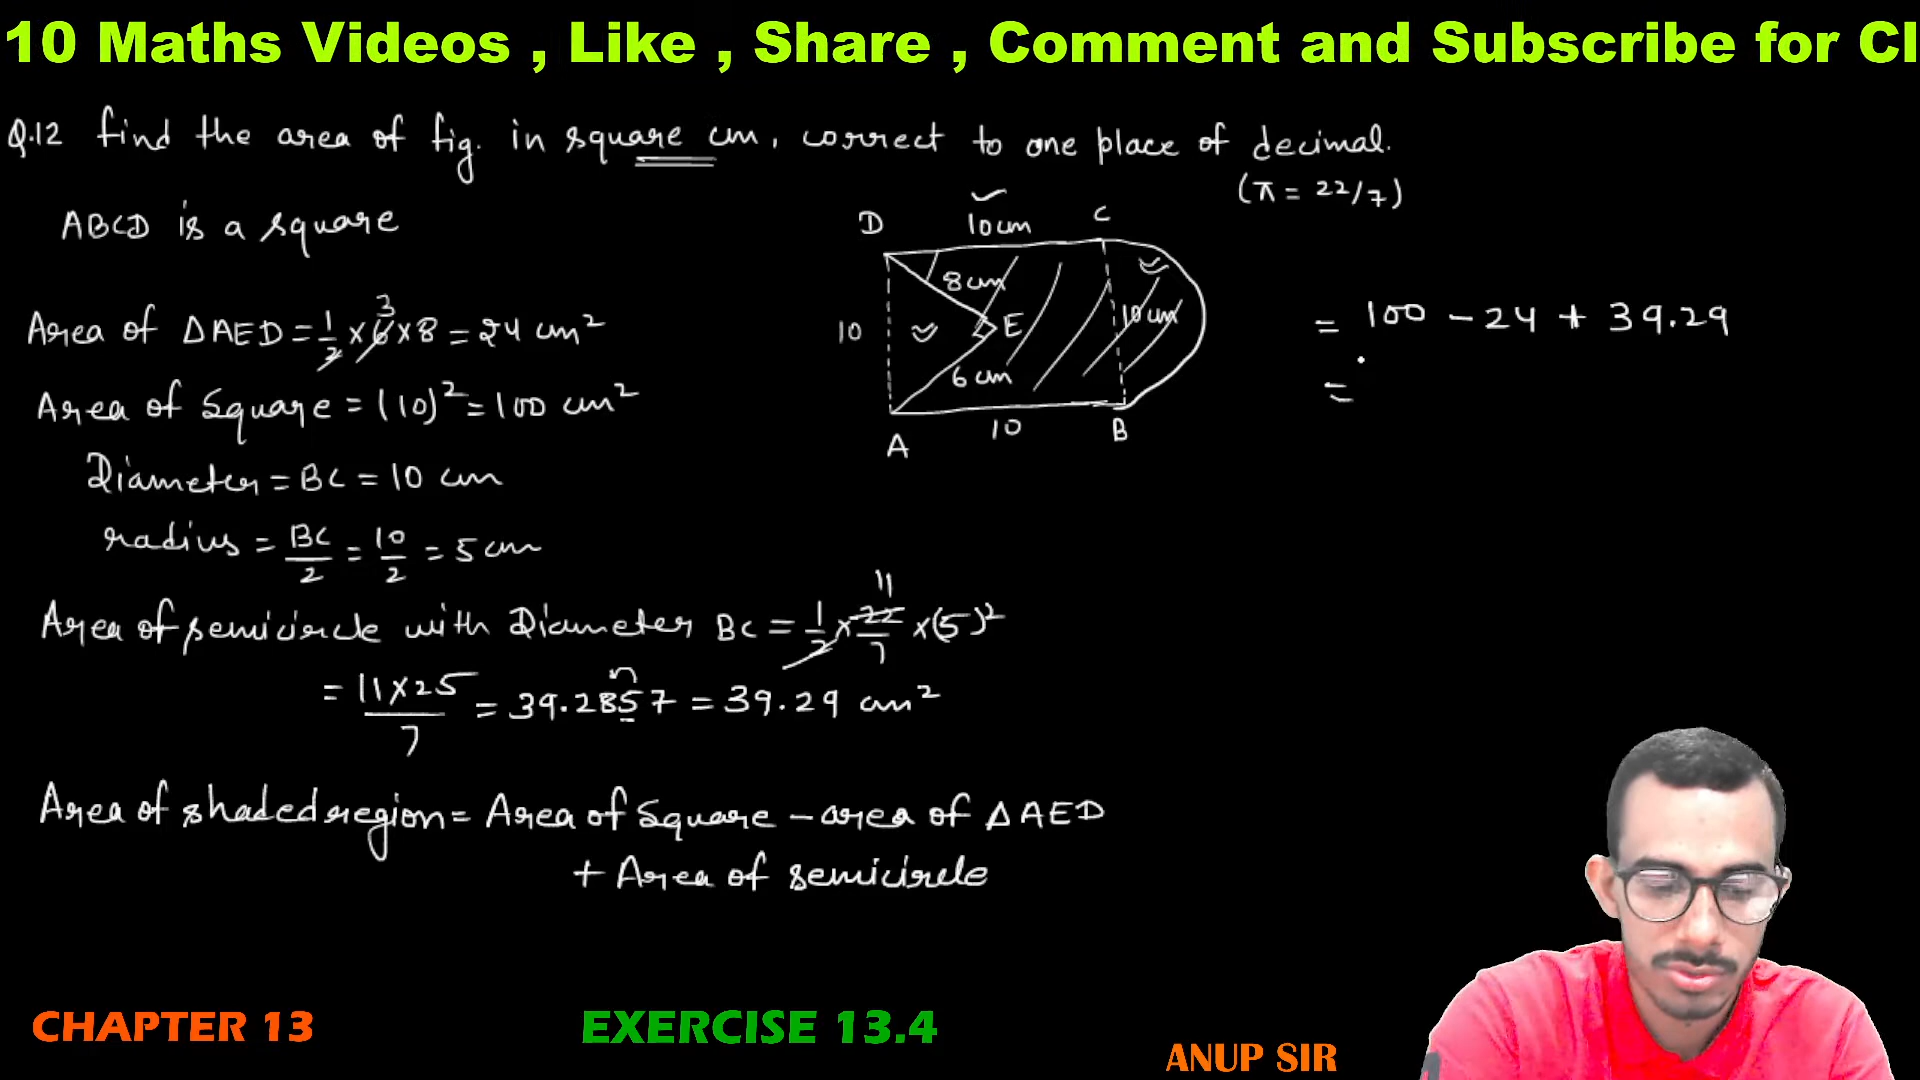 10 Maths Videos , Like , Share , Comment and Subscribe for Cl
Q.12 find the area of fig. in square cm, correct to one place of decimal.
(π = 22/7)
ABCD is a square
D 10cm C
8cm
10 E 10cm
6cm
A 10 B
Area of ΔAED = 1/2 × 6 3 × 8 = 24 cm²
Area of Square = (10)² = 100 cm²
Diameter = BC = 10 cm
radius = BC/2 = 10/2 = 5 cm
Area of semicircle with Diameter BC = 1/2 × 22 11/7 × (5)²
= 11×25/7 = 39.2857 = 39.29 cm²
Area of shaded region = Area of Square - area of ΔAED
+ Area of semicircle
= 100 - 24 + 39.29
=
CHAPTER 13
EXERCISE 13.4
ANUP SIR